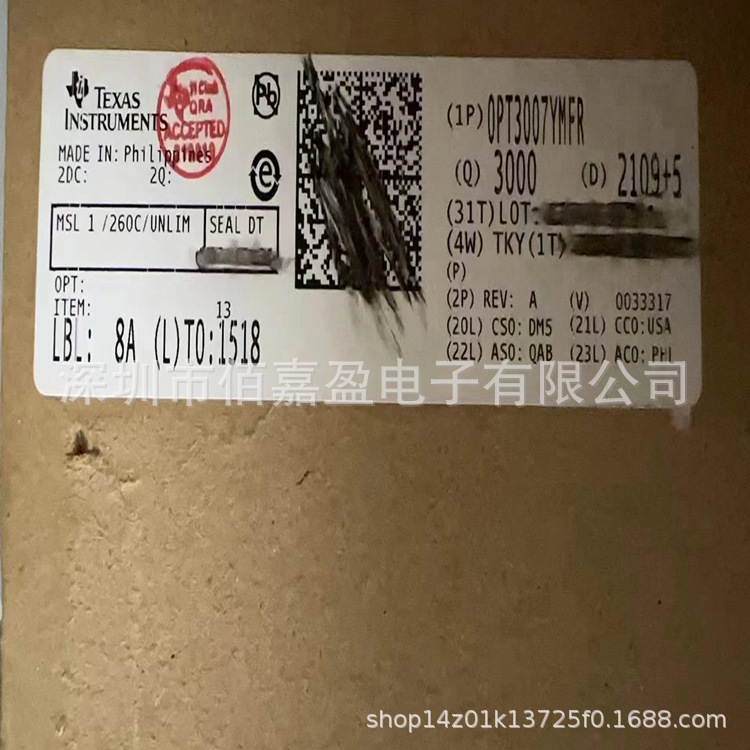 TEXAS
INSTRUMENTS
QRA
ACCEPTED
Pb
e
MADE IN: Philippines
2DC: 2Q:
MSL 1 /260C/UNLIM
SEAL DT
OPT:
ITEM: 13
LBL: 8A (L)TO:1518
(1P) OPT3007YMFR
(Q) 3000 (D) 2109+5
(31T)LOT:
(4W) TKY(1T)
(P)
(2P) REV: A (V) 0033317
(20L) CSO: DM5 (21L) CCO:USA
(22L) ASO: QAB (23L) ACO: PHL
深圳市佰嘉盈电子有限公司
shop14z01k13725f0.1688.com